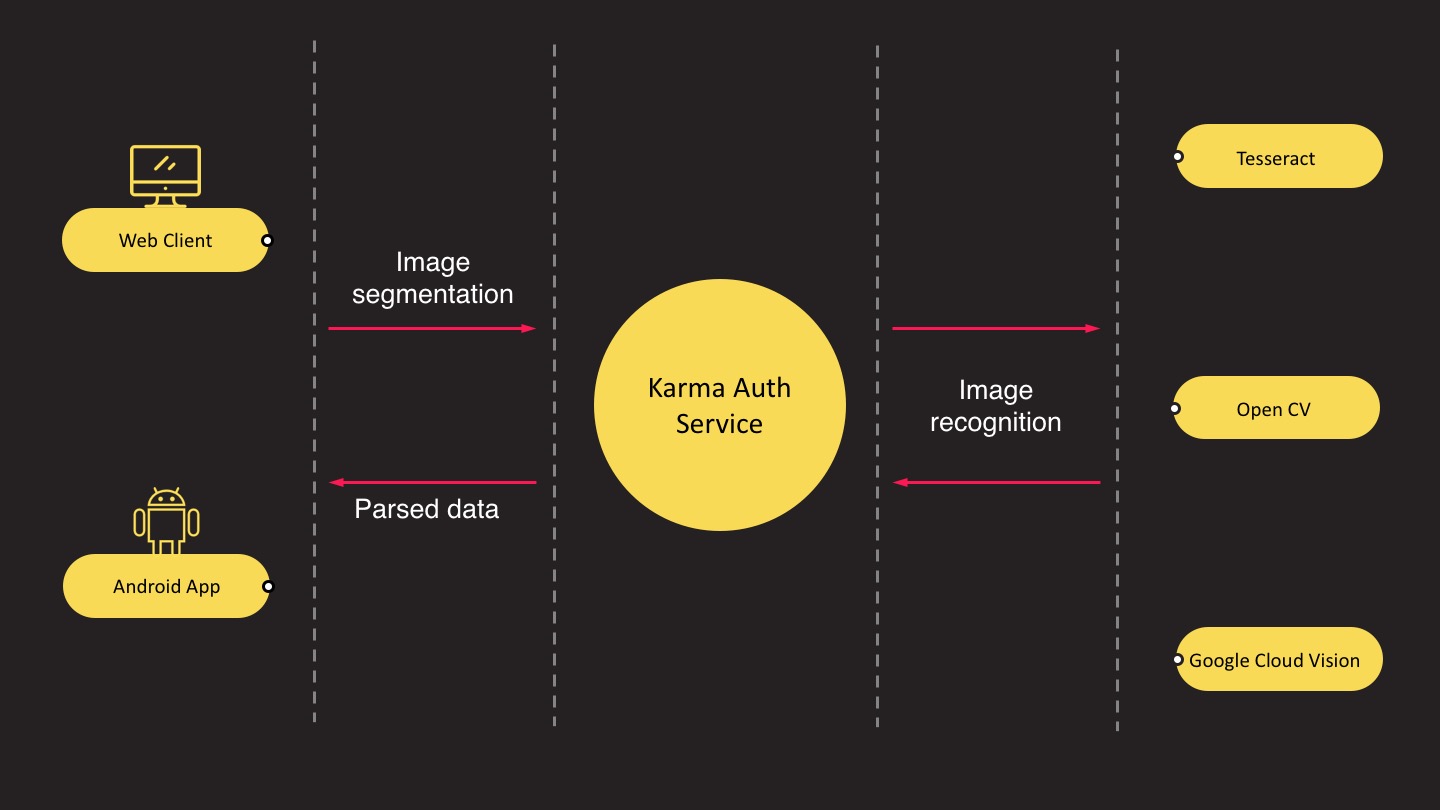 Web Client
Android App
Image
segmentation
Parsed data
Karma Auth
Service
Image
recognition
Tesseract
Open CV
Google Cloud Vision